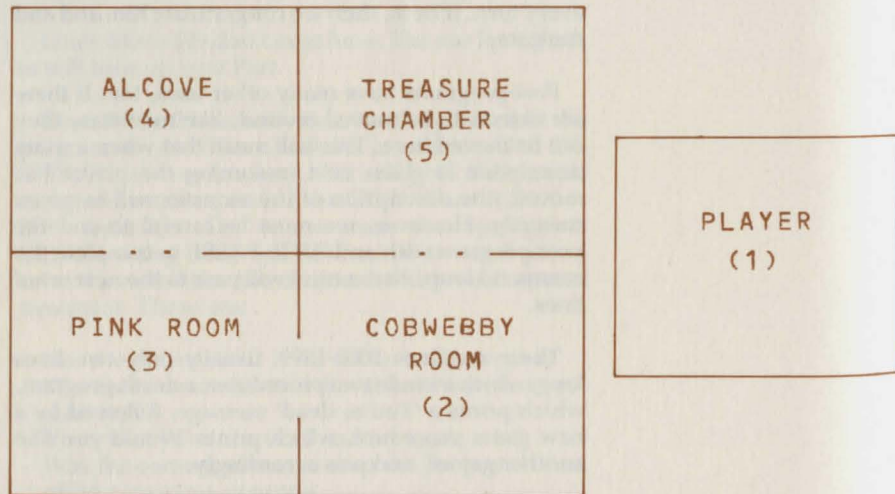 ALCOVE
(4)
TREASURE
CHAMBER
(5)
PLAYER
(1)
PINK ROOM
(3)
COBWEBBY
ROOM
(2)